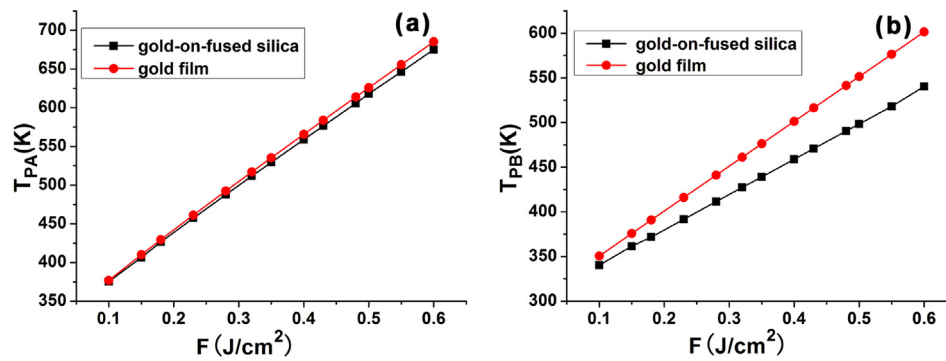 (a)
gold-on-fused silica
gold film
T_PA(K)
700
650
600
550
500
450
400
350
0.1 0.2 0.3 0.4 0.5 0.6
F (J/cm²)
(b)
gold-on-fused silica
gold film
T_PB(K)
600
550
500
450
400
350
300
0.1 0.2 0.3 0.4 0.5 0.6
F (J/cm²)